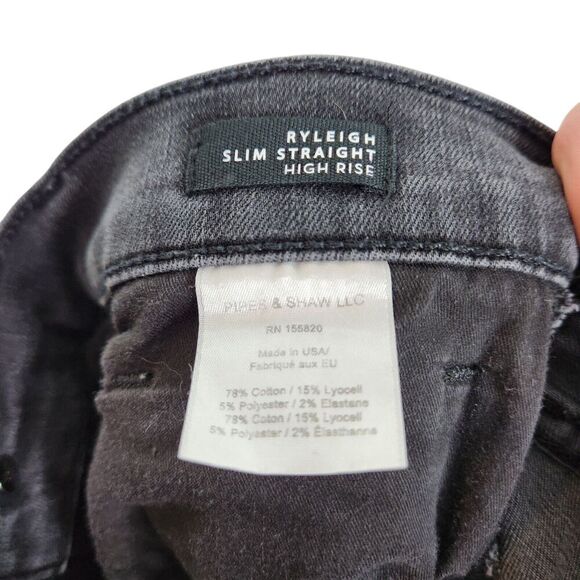 RYLEIGH
SLIM STRAIGHT
HIGH RISE
PIPES & SHAW LLC
RN 155820
Made in USA/
Fabriqué aux EU
78% Cotton / 15% Lyocell
5% Polyester / 2% Elastane
78% Coton / 15% Lyocell
5% Polyester / 2% Élasthanne